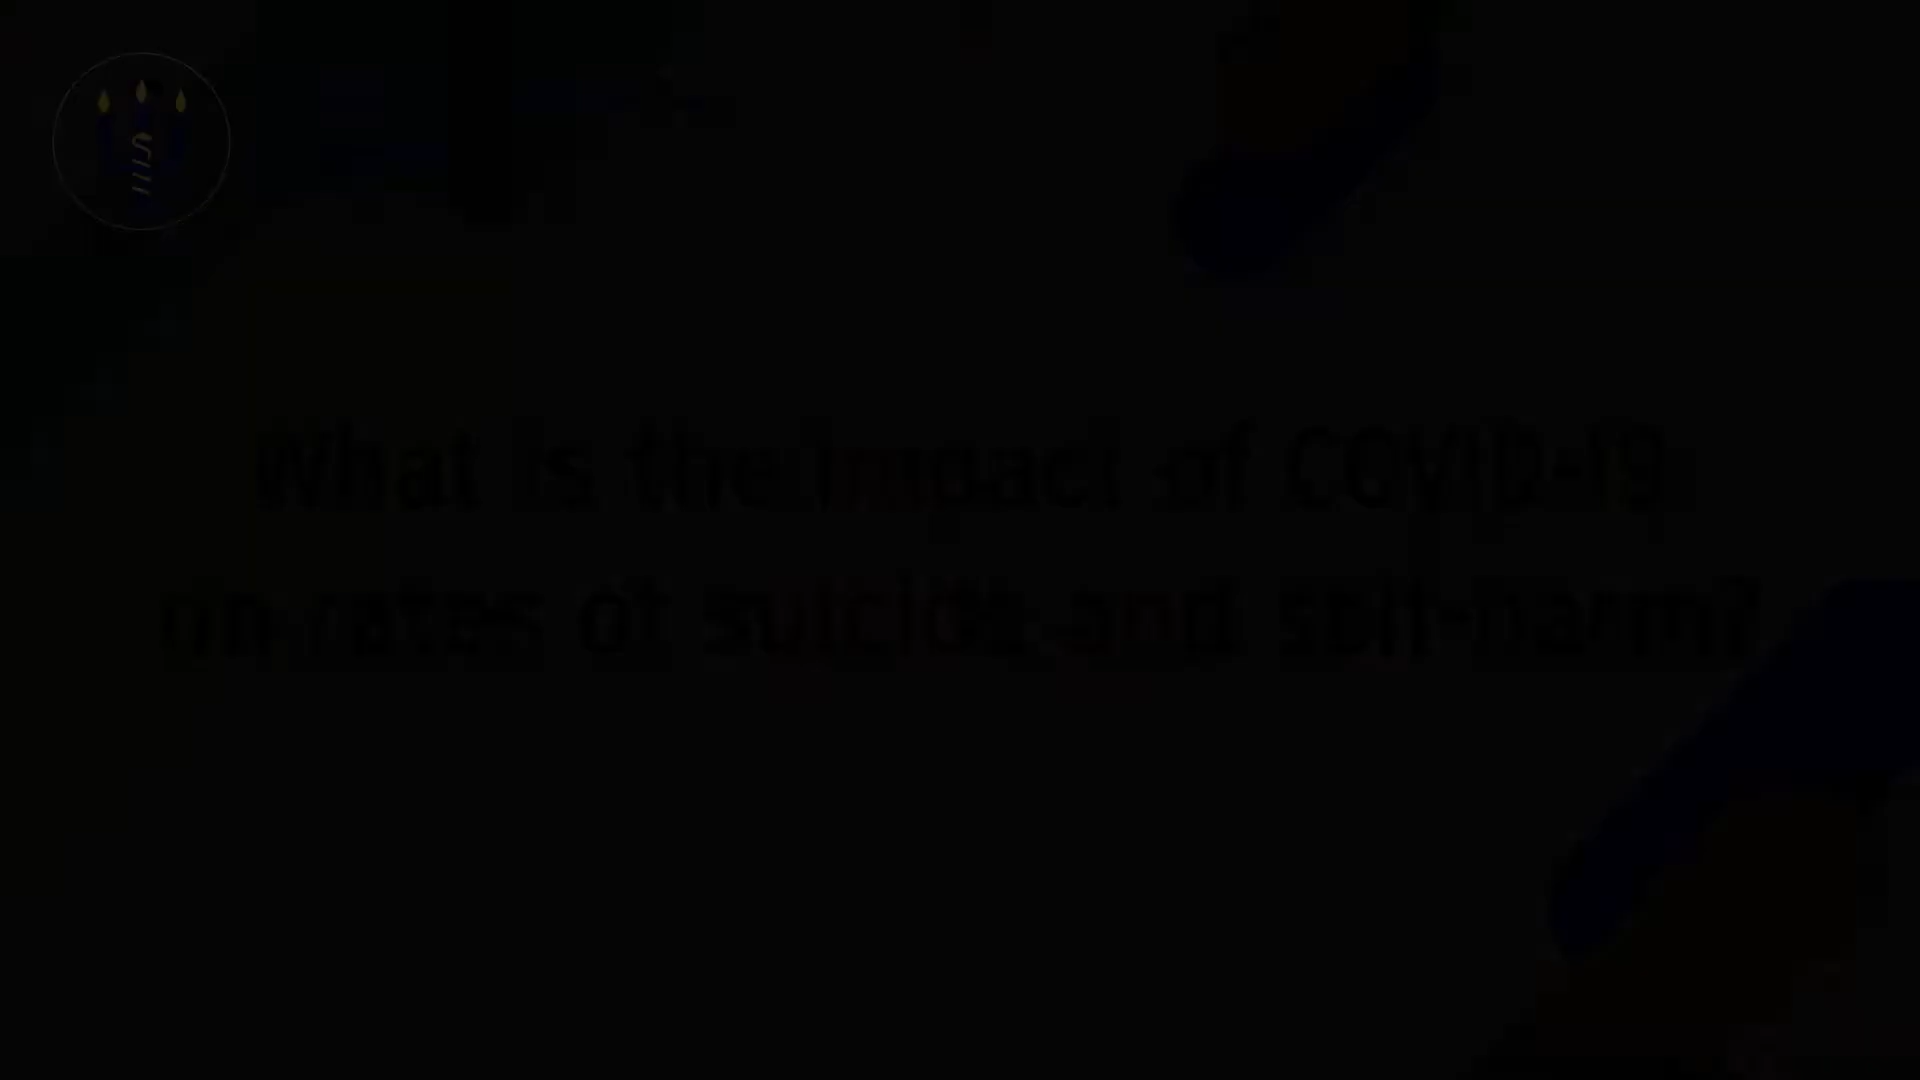 What is the impact of COVID-19
on rates of suicide and self-harm?